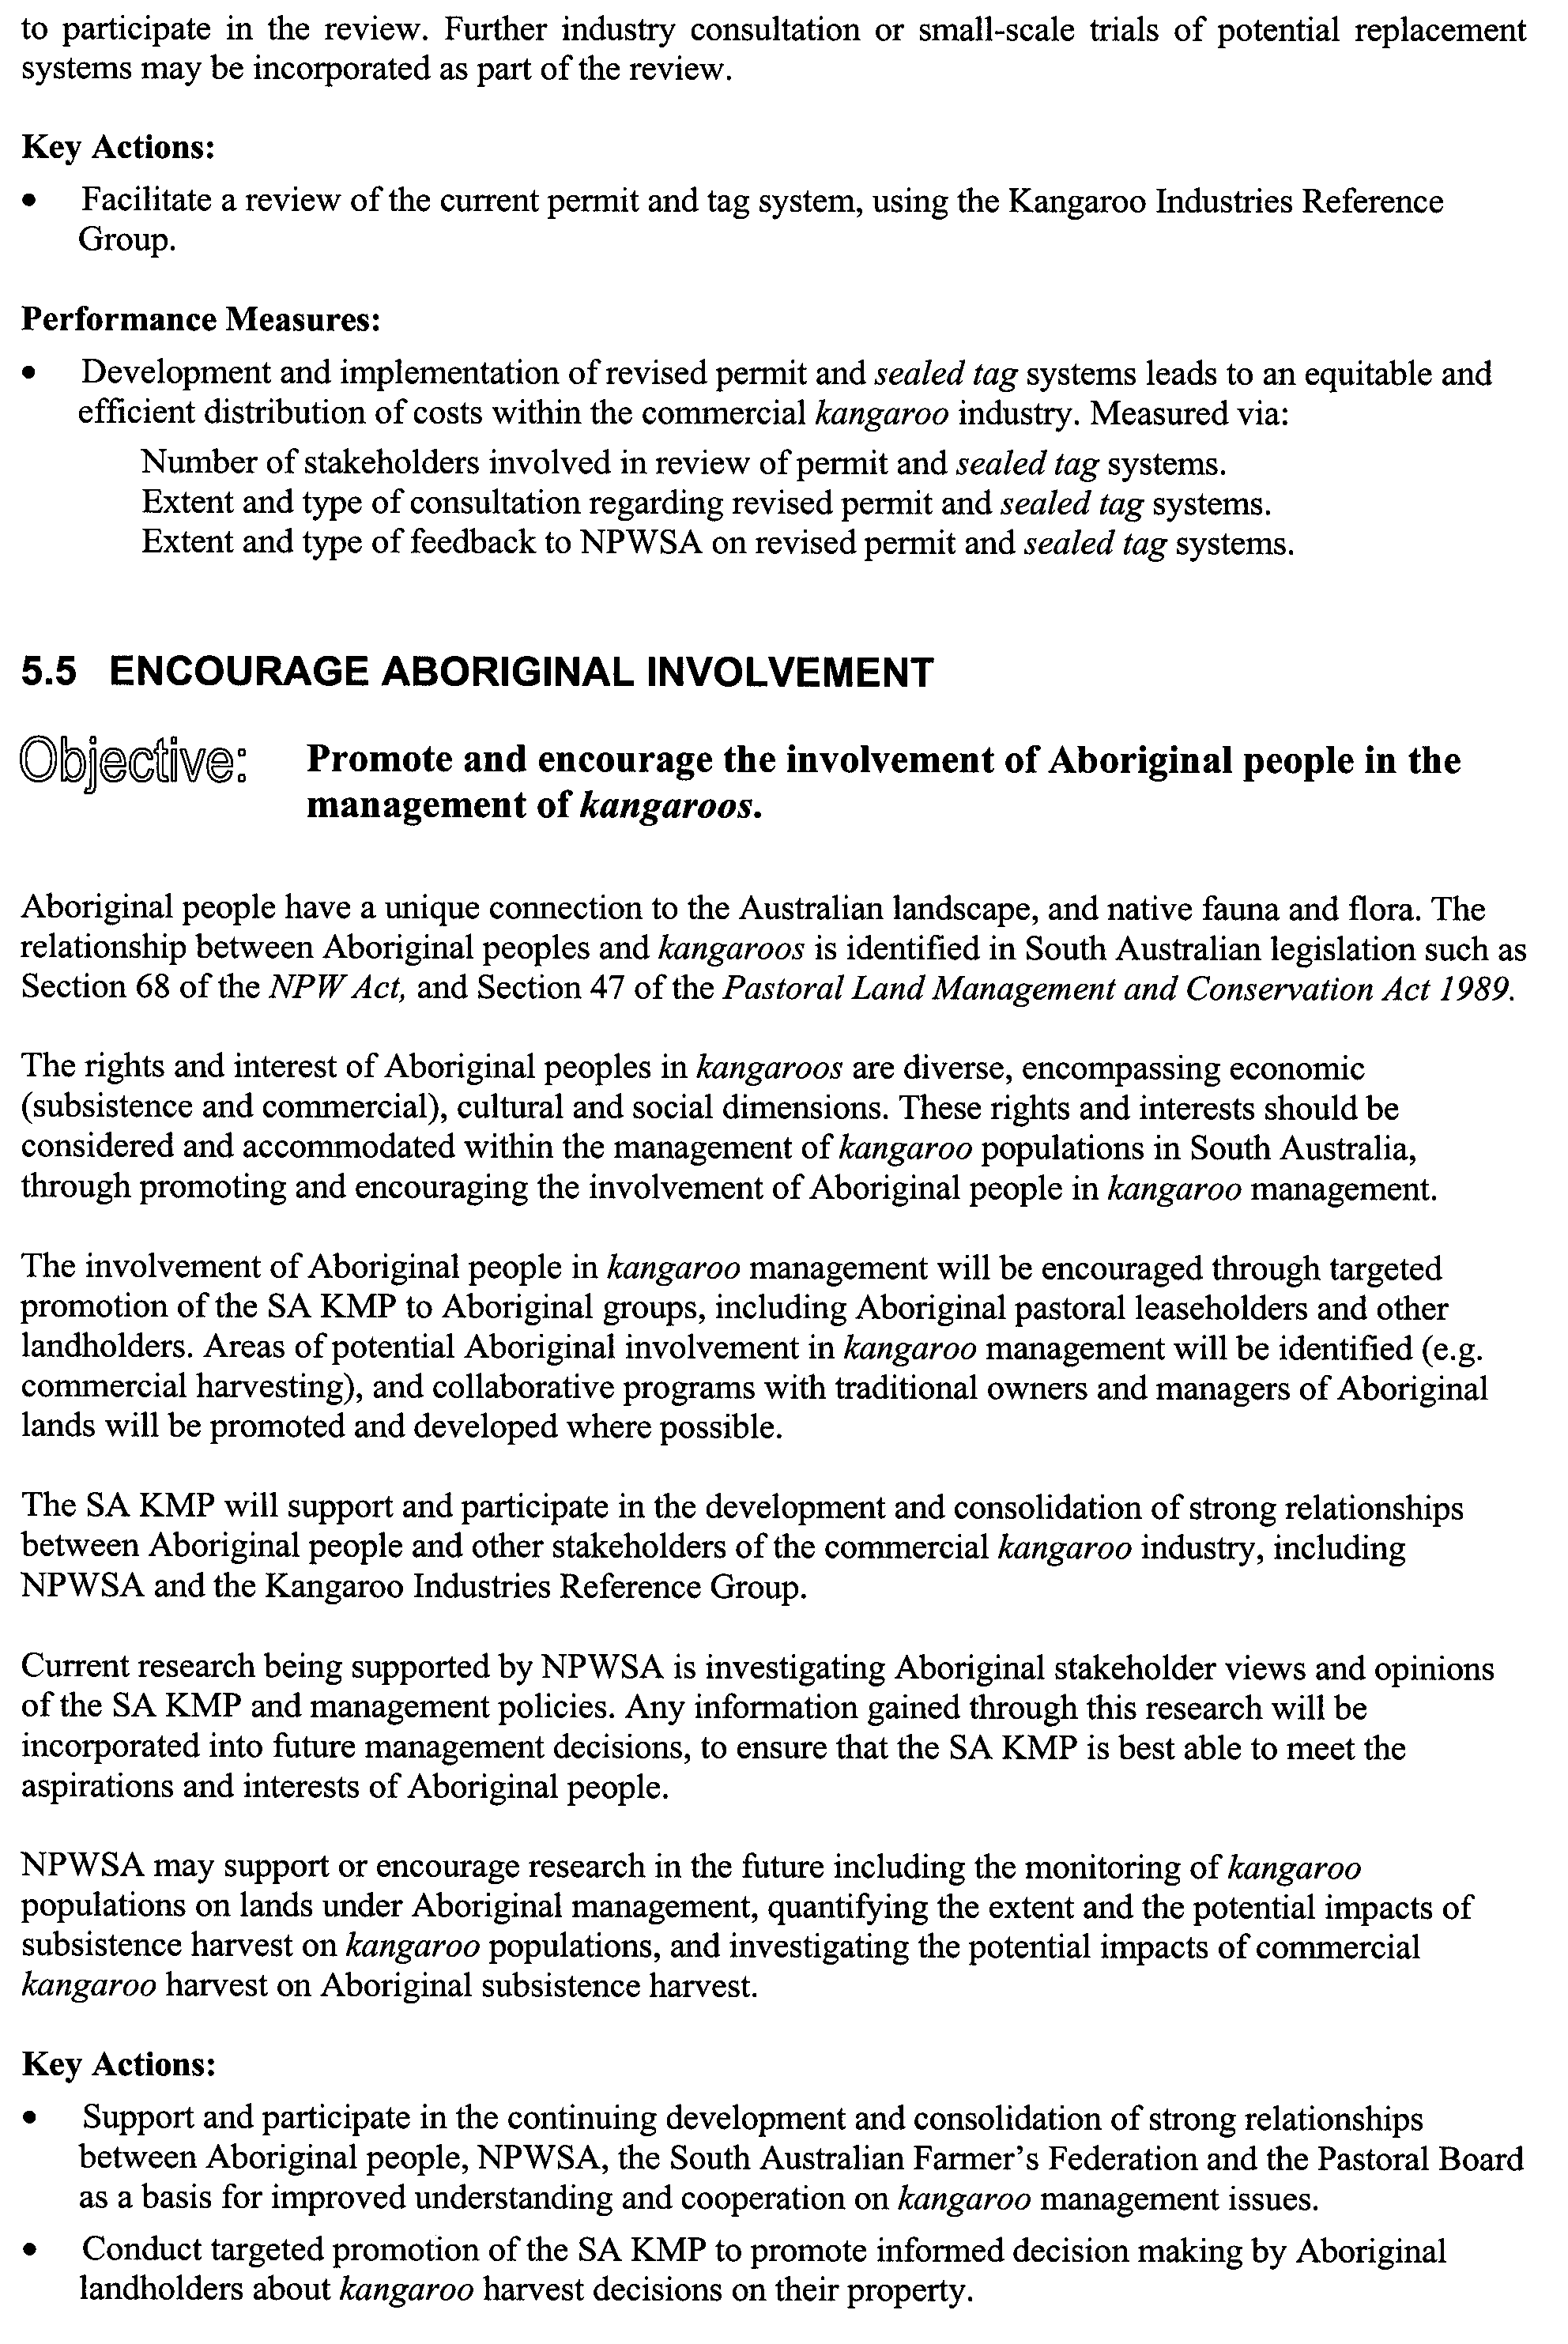 to participate in the review. Further industry consultation or small-scale trials of potential replacement
systems may be incorporated as part of the review.
Key Actions:
• Facilitate a review of the current permit and tag system, using the Kangaroo Industries Reference
Group.
Performance Measures:
• Development and implementation of revised permit and sealed tag systems leads to an equitable and
efficient distribution of costs within the commercial kangaroo industry. Measured via:
Number of stakeholders involved in review of permit and sealed tag systems.
Extent and type of consultation regarding revised permit and sealed tag systems.
Extent and type of feedback to NPWSA on revised permit and sealed tag systems.
5.5 ENCOURAGE ABORIGINAL INVOLVEMENT
Objective: Promote and encourage the involvement of Aboriginal people in the
management of kangaroos.
Aboriginal people have a unique connection to the Australian landscape, and native fauna and flora. The
relationship between Aboriginal peoples and kangaroos is identified in South Australian legislation such as
Section 68 of the NPW Act, and Section 47 of the Pastoral Land Management and Conservation Act 1989.
The rights and interest of Aboriginal peoples in kangaroos are diverse, encompassing economic
(subsistence and commercial), cultural and social dimensions. These rights and interests should be
considered and accommodated within the management of kangaroo populations in South Australia,
through promoting and encouraging the involvement of Aboriginal people in kangaroo management.
The involvement of Aboriginal people in kangaroo management will be encouraged through targeted
promotion of the SA KMP to Aboriginal groups, including Aboriginal pastoral leaseholders and other
landholders. Areas of potential Aboriginal involvement in kangaroo management will be identified (e.g.
commercial harvesting), and collaborative programs with traditional owners and managers of Aboriginal
lands will be promoted and developed where possible.
The SA KMP will support and participate in the development and consolidation of strong relationships
between Aboriginal people and other stakeholders of the commercial kangaroo industry, including
NPWSA and the Kangaroo Industries Reference Group.
Current research being supported by NPWSA is investigating Aboriginal stakeholder views and opinions
of the SA KMP and management policies. Any information gained through this research will be
incorporated into future management decisions, to ensure that the SA KMP is best able to meet the
aspirations and interests of Aboriginal people.
NPWSA may support or encourage research in the future including the monitoring of kangaroo
populations on lands under Aboriginal management, quantifying the extent and the potential impacts of
subsistence harvest on kangaroo populations, and investigating the potential impacts of commercial
kangaroo harvest on Aboriginal subsistence harvest.
Key Actions:
• Support and participate in the continuing development and consolidation of strong relationships
between Aboriginal people, NPWSA, the South Australian Farmer's Federation and the Pastoral Board
as a basis for improved understanding and cooperation on kangaroo management issues.
• Conduct targeted promotion of the SA KMP to promote informed decision making by Aboriginal
landholders about kangaroo harvest decisions on their property.